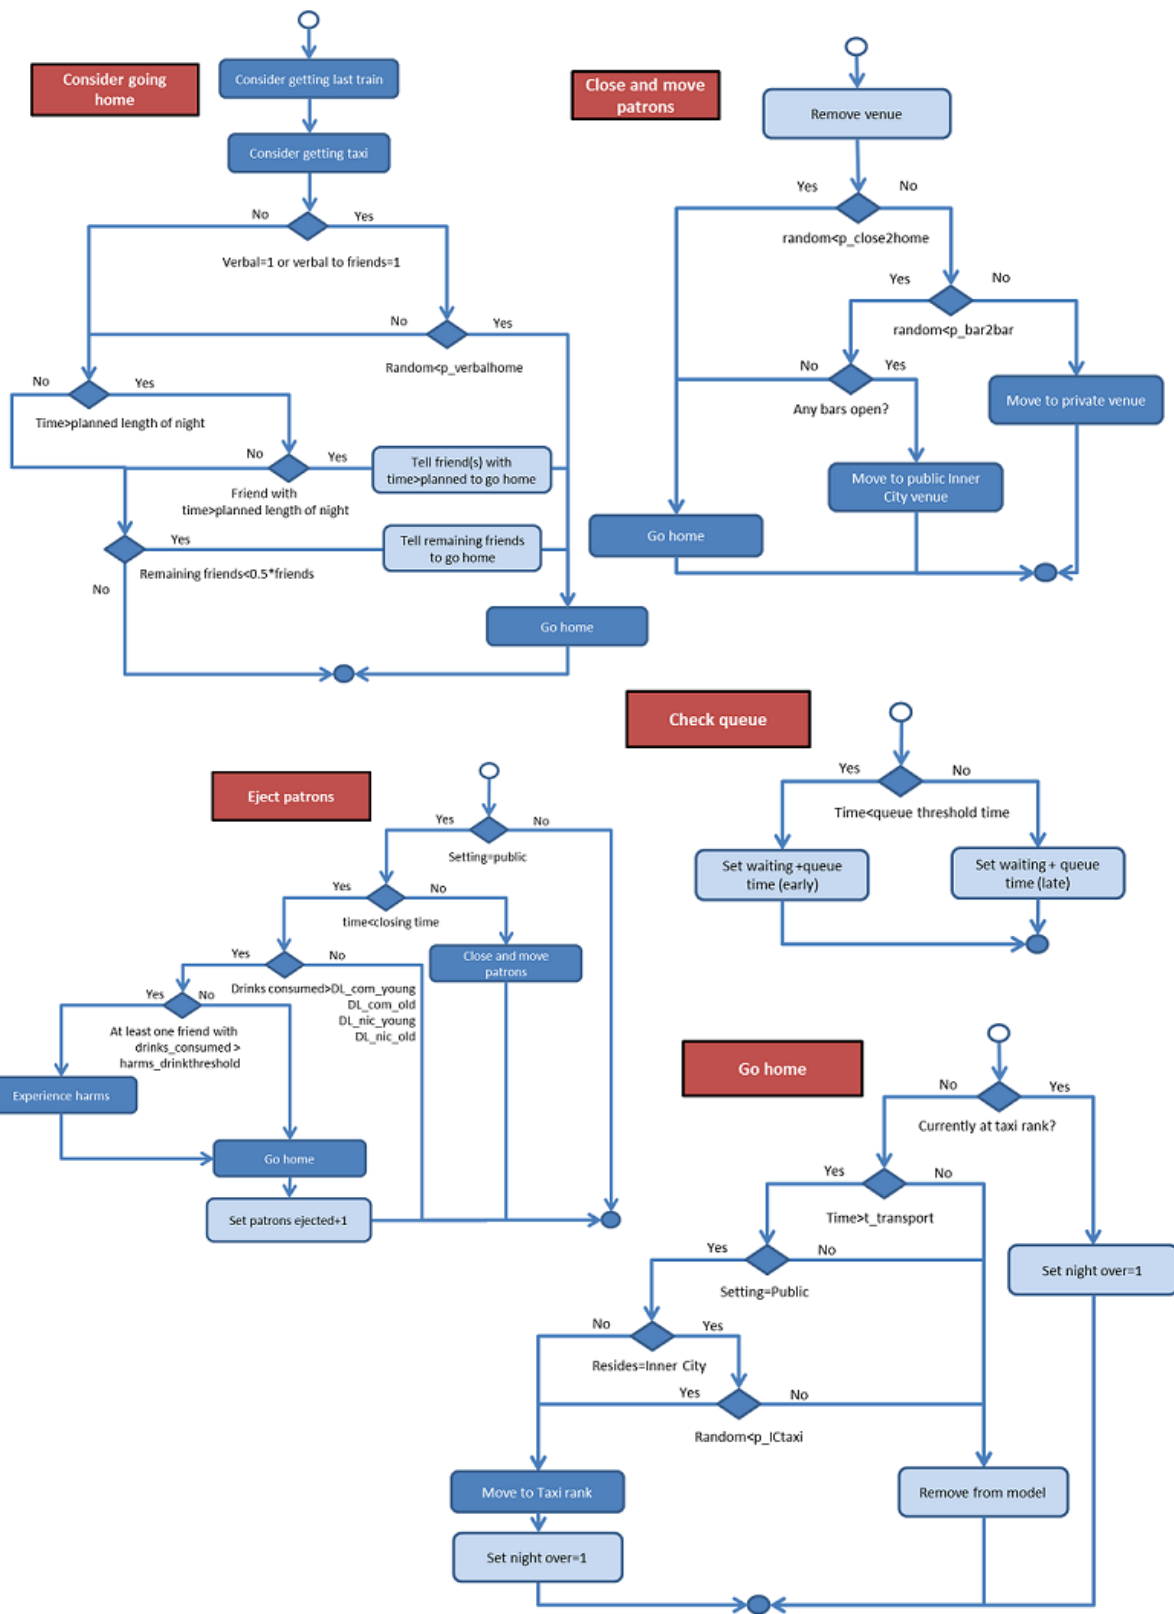 Consider going
home
Consider getting last train
Consider getting taxi
No
Yes
Verbal=1 or verbal to friends=1
No
Yes
Random<p_verbalhome
No
Yes
Time>planned length of night
No
Yes
Friend with
time>planned length of night
Tell friend(s) with
time>planned to go home
Yes
Remaining friends<0.5*friends
No
Tell remaining friends
to go home
Go home
Close and move
patrons
Remove venue
Yes
No
random<p_close2home
Yes
No
random<p_bar2bar
No
Yes
Any bars open?
Move to private venue
Move to public Inner
City venue
Go home
Check queue
Yes
No
Time<queue threshold time
Set waiting +queue
time (early)
Set waiting + queue
time (late)
Eject patrons
Yes
No
Setting=public
Yes
No
time<closing time
Yes
No
Close and move
patrons
Drinks consumed>DL_com_young
DL_com_old
DL_nic_young
DL_nic_old
Yes
No
At least one friend with
drinks_consumed >
harms_drinkthreshold
Experience harms
Go home
Set patrons ejected+1
Go home
No
Yes
Currently at taxi rank?
Yes
No
Time>t_transport
Yes
No
Setting=Public
Set night over=1
No
Yes
Resides=Inner City
Yes
No
Random<p_ICtaxi
Move to Taxi rank
Remove from model
Set night over=1